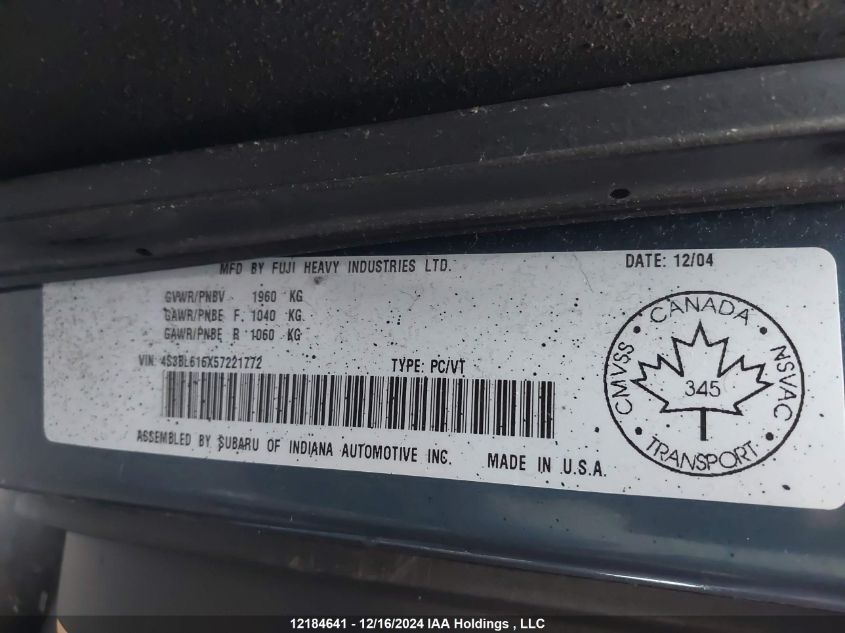 MFD BY FUJI HEAVY INDUSTRIES LTD.
DATE: 12/04
GVWR/PNBV 1960 KG
GAWR/PNBE F. 1040 KG
GAWR/PNBE R 1060 KG
VIN: 4S3BL616X57221772
TYPE: PC/VT
ASSEMBLED BY SUBARU OF INDIANA AUTOMOTIVE INC.
MADE IN U.S.A.
CANADA
CMVSS
NSVAC
345
TRANSPORT
12184641 - 12/16/2024 IAA Holdings , LLC